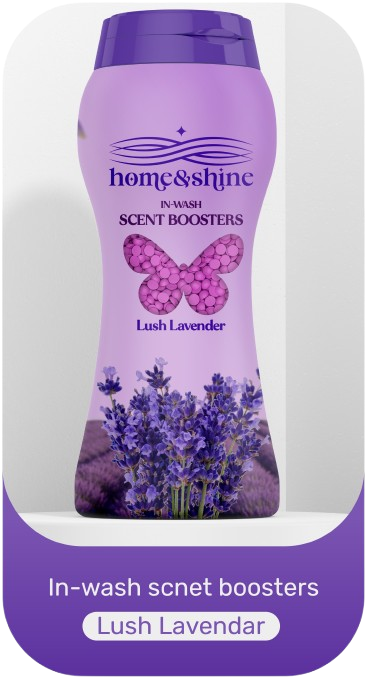 home&shine
IN-WASH
SCENT BOOSTERS
Lush Lavender
In-wash scnet boosters
Lush Lavendar